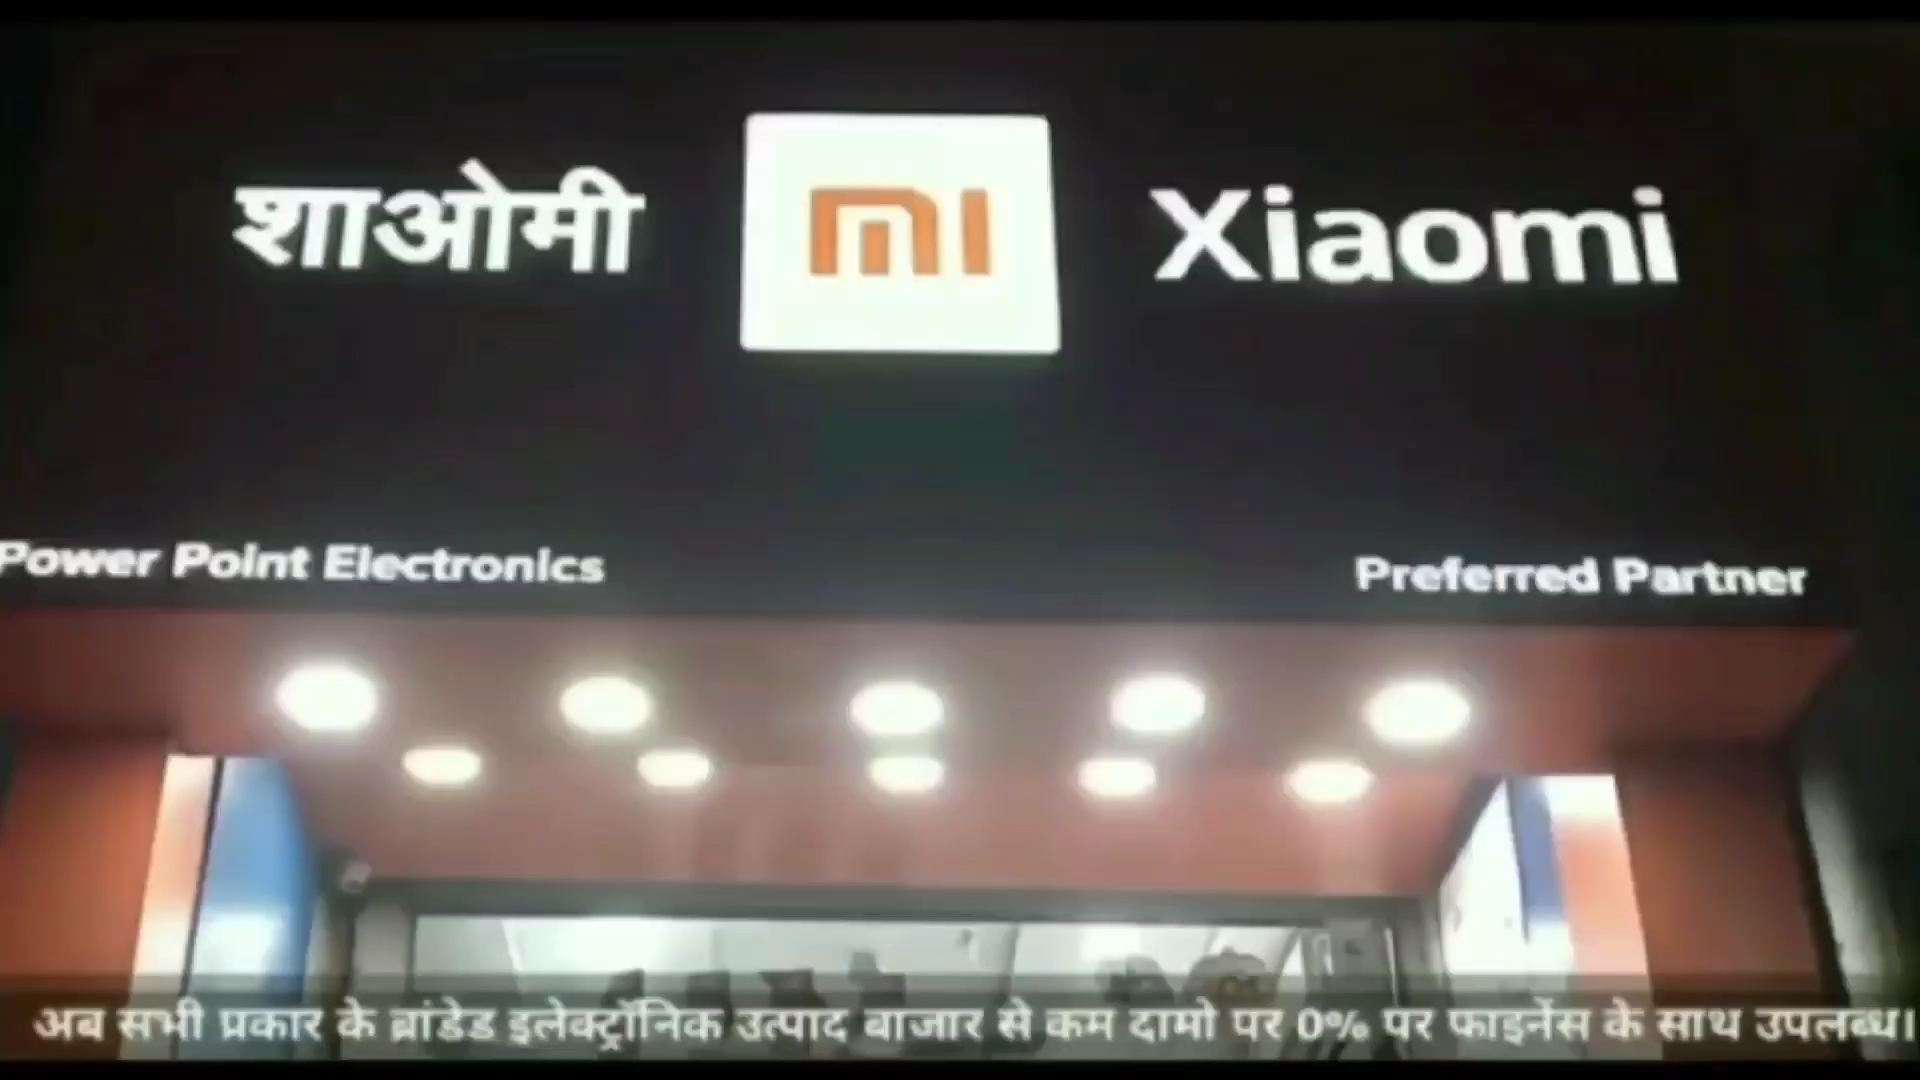 शाओमी mi Xiaomi
Power Point Electronics Preferred Partner
अब सभी प्रकार के ब्रांडेड इलेक्ट्रॉनिक उत्पाद बाजार से कम दामो पर 0% पर फाइनेंस के साथ उपलब्ध।